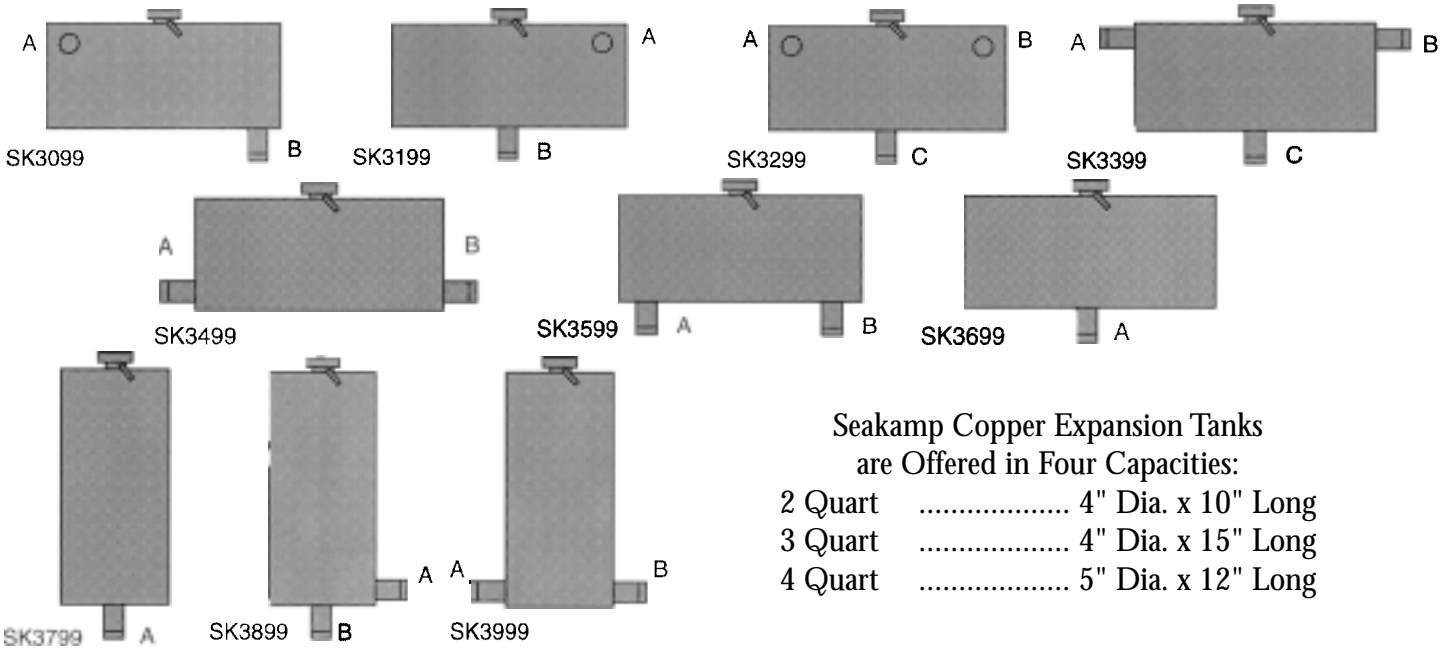 A
B
SK3099
A
B
SK3199
A
B
C
SK3299
A
B
C
SK3399
A
B
SK3499
A
B
SK3599
A
SK3699
A
SK3799
A
B
SK3899
A
B
SK3999
Seakamp Copper Expansion Tanks
are Offered in Four Capacities:
2 Quart ................... 4" Dia. x 10" Long
3 Quart ................... 4" Dia. x 15" Long
4 Quart ................... 5" Dia. x 12" Long